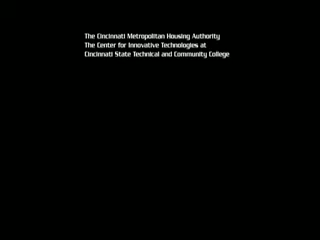 The Cincinnati Metropolitan Housing Authority
The Center for Innovative Technologies at
Cincinnati State Technical and Community College